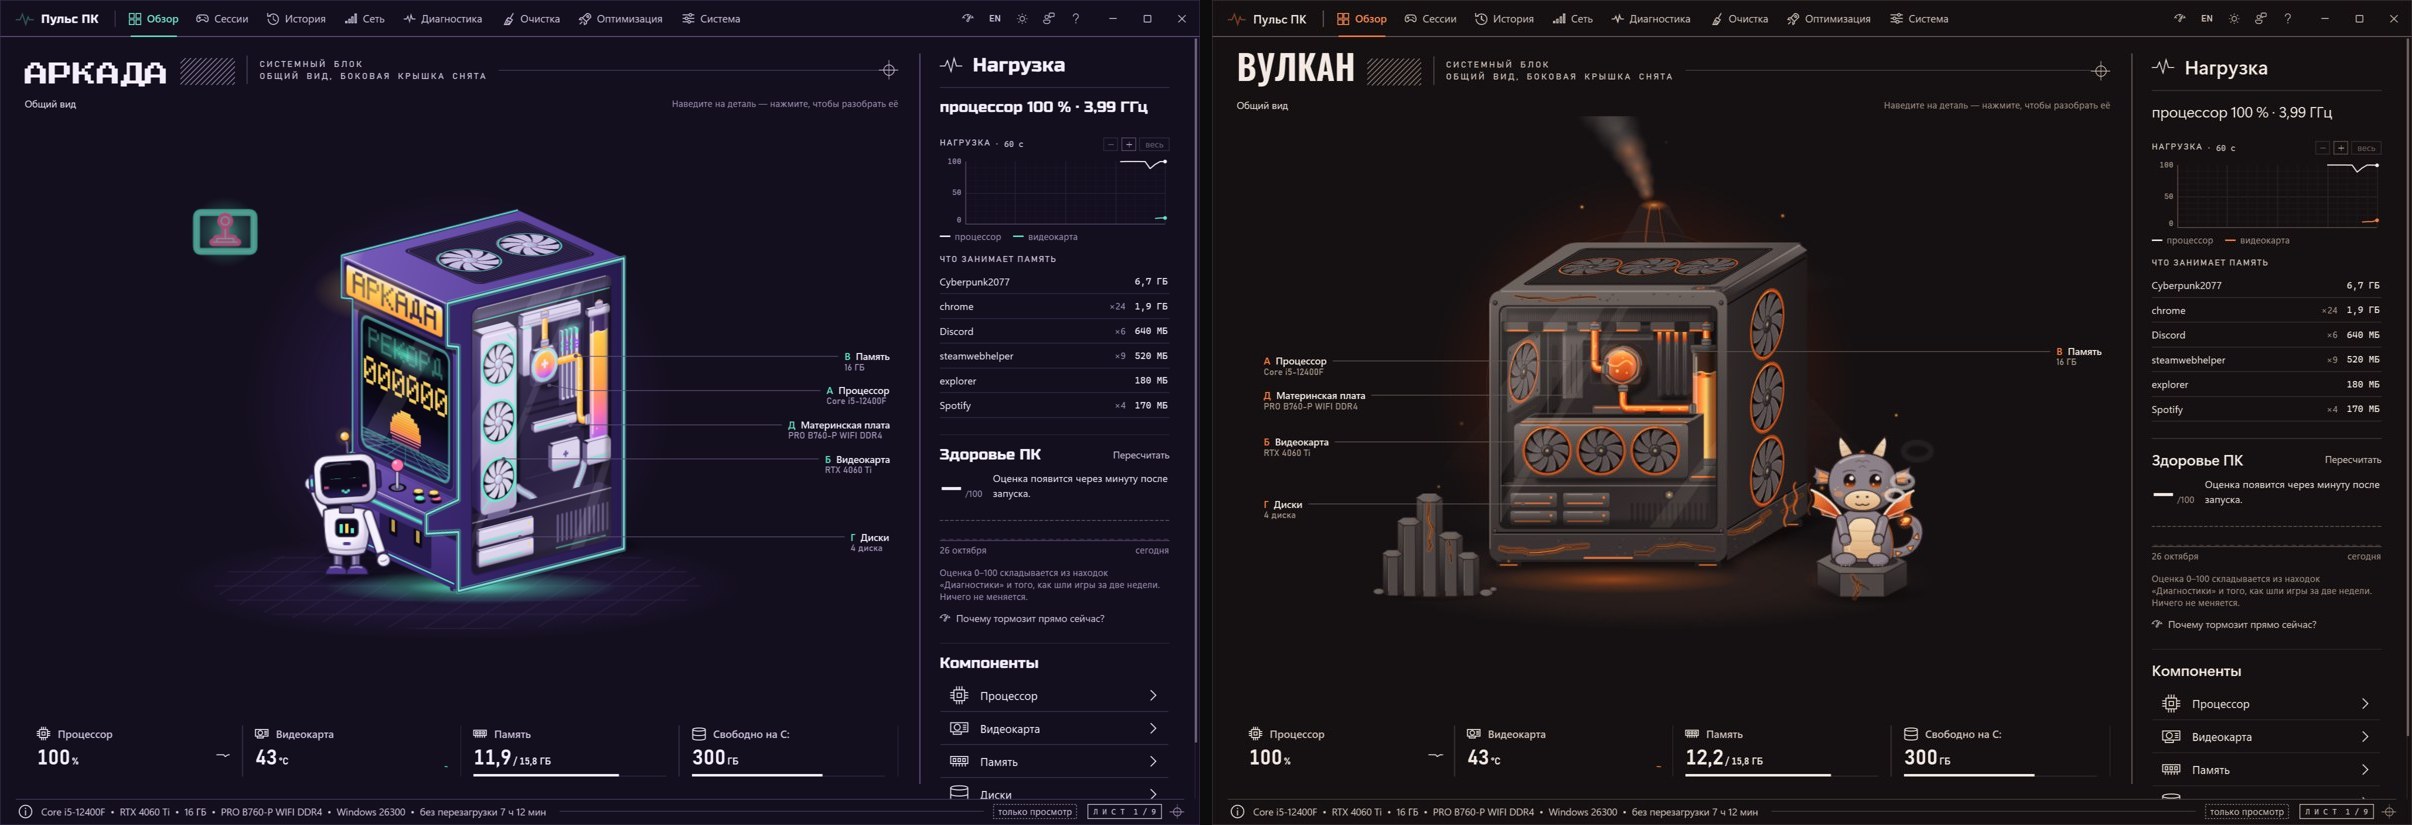 Пульс ПК
Обзор
Сессии
История
Сеть
Диагностика
Очистка
Оптимизация
Система
EN
АРКАДА
СИСТЕМНЫЙ БЛОК
ОБЩИЙ ВИД, БОКОВАЯ КРЫШКА СНЯТА
Общий вид
Наведите на деталь — нажмите, чтобы разобрать её
АРКАДА
РЕКОРД
000000
В Память
16 ГБ
А Процессор
Core i5-12400F
Д Материнская плата
PRO B760-P WIFI DDR4
Б Видеокарта
RTX 4060 Ti
Г Диски
4 диска
Процессор
100 %
Видеокарта
43 °C
Память
11,9 / 15,8 ГБ
Свободно на C:
300 ГБ
Нагрузка
процессор 100 % · 3,99 ГГц
НАГРУЗКА · 60 с
− + весь
100
50
0
процессор
видеокарта
ЧТО ЗАНИМАЕТ ПАМЯТЬ
Cyberpunk2077 6,7 ГБ
chrome ×24 1,9 ГБ
Discord ×6 640 МБ
steamwebhelper ×9 520 МБ
explorer 180 МБ
Spotify ×4 170 МБ
Здоровье ПК
Пересчитать
— /100
Оценка появится через минуту после
запуска.
26 октября
сегодня
Оценка 0–100 складывается из находок
«Диагностики» и того, как шли игры за две недели.
Ничего не меняется.
Почему тормозит прямо сейчас?
Компоненты
Процессор
Видеокарта
Память
Диски
Core i5-12400F • RTX 4060 Ti • 16 ГБ • PRO B760-P WIFI DDR4 • Windows 26300 • без перезагрузки 7 ч 12 мин
только просмотр
ЛИСТ 1/9
Пульс ПК
Обзор
Сессии
История
Сеть
Диагностика
Очистка
Оптимизация
Система
EN
ВУЛКАН
СИСТЕМНЫЙ БЛОК
ОБЩИЙ ВИД, БОКОВАЯ КРЫШКА СНЯТА
Общий вид
Наведите на деталь — нажмите, чтобы разобрать её
А Процессор
Core i5-12400F
Д Материнская плата
PRO B760-P WIFI DDR4
Б Видеокарта
RTX 4060 Ti
Г Диски
4 диска
В Память
16 ГБ
Процессор
100 %
Видеокарта
43 °C
Память
12,2 / 15,8 ГБ
Свободно на C:
300 ГБ
Нагрузка
процессор 100 % · 3,99 ГГц
НАГРУЗКА · 60 с
− + весь
100
50
0
процессор
видеокарта
ЧТО ЗАНИМАЕТ ПАМЯТЬ
Cyberpunk2077 6,7 ГБ
chrome ×24 1,9 ГБ
Discord ×6 640 МБ
steamwebhelper ×9 520 МБ
explorer 180 МБ
Spotify ×4 170 МБ
Здоровье ПК
Пересчитать
— /100
Оценка появится через минуту после
запуска.
26 октября
сегодня
Оценка 0–100 складывается из находок
«Диагностики» и того, как шли игры за две недели.
Ничего не меняется.
Почему тормозит прямо сейчас?
Компоненты
Процессор
Видеокарта
Память
Core i5-12400F • RTX 4060 Ti • 16 ГБ • PRO B760-P WIFI DDR4 • Windows 26300 • без перезагрузки 7 ч 12 мин
только просмотр
ЛИСТ 1/9